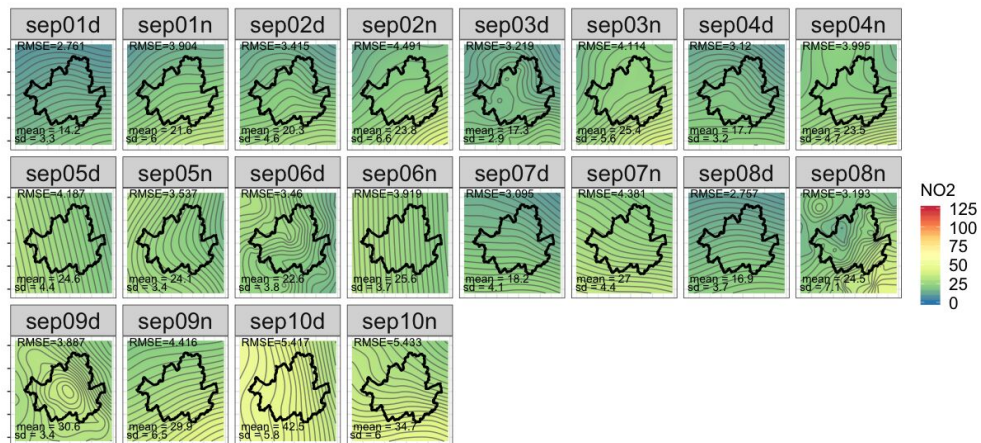 sep01d sep01n sep02d sep02n sep03d sep03n sep04d sep04n
RMSE=2.761 RMSE=3.904 RMSE=3.415 RMSE=4.491 RMSE=3.219 RMSE=4.114 RMSE=3.12 RMSE=3.995
mean = 14.2 mean = 21.6 mean = 20.3 mean = 23.8 mean = 17.3 mean = 25.4 mean = 17.7 mean = 23.5
sd = 3.3 sd = 6 sd = 4.6 sd = 6.6 sd = 2.9 sd = 5.6 sd = 3.2 sd = 4.7
sep05d sep05n sep06d sep06n sep07d sep07n sep08d sep08n
RMSE=4.187 RMSE=3.537 RMSE=3.46 RMSE=3.919 RMSE=3.095 RMSE=4.381 RMSE=2.757 RMSE=3.193
mean = 24.6 mean = 24.1 mean = 22.6 mean = 25.6 mean = 18.2 mean = 27 mean = 16.9 mean = 24.5
sd = 4.4 sd = 3.4 sd = 3.8 sd = 3.7 sd = 4.1 sd = 4.4 sd = 3.7 sd = 7.1
NO2
125
100
75
50
25
0
sep09d sep09n sep10d sep10n
RMSE=3.887 RMSE=4.416 RMSE=5.417 RMSE=5.433
mean = 30.6 mean = 29.9 mean = 42.5 mean = 34.7
sd = 3.4 sd = 6.5 sd = 5.8 sd = 6